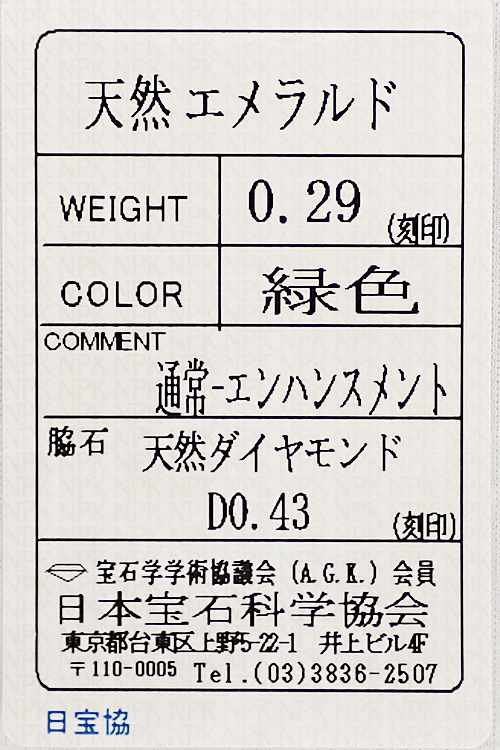 天然エメラルド
WEIGHT 0.29 (刻印)
COLOR 緑色
COMMENT
通常-エンハンスメント
脇石 天然ダイヤモンド
D0.43 (刻印)
宝石学学術協議会 (A.G.K.) 会員
日本宝石科学協会
東京都台東区上野5-22-1 井上ビル4F
〒110-0005 Tel.(03)3836-2507
日宝協